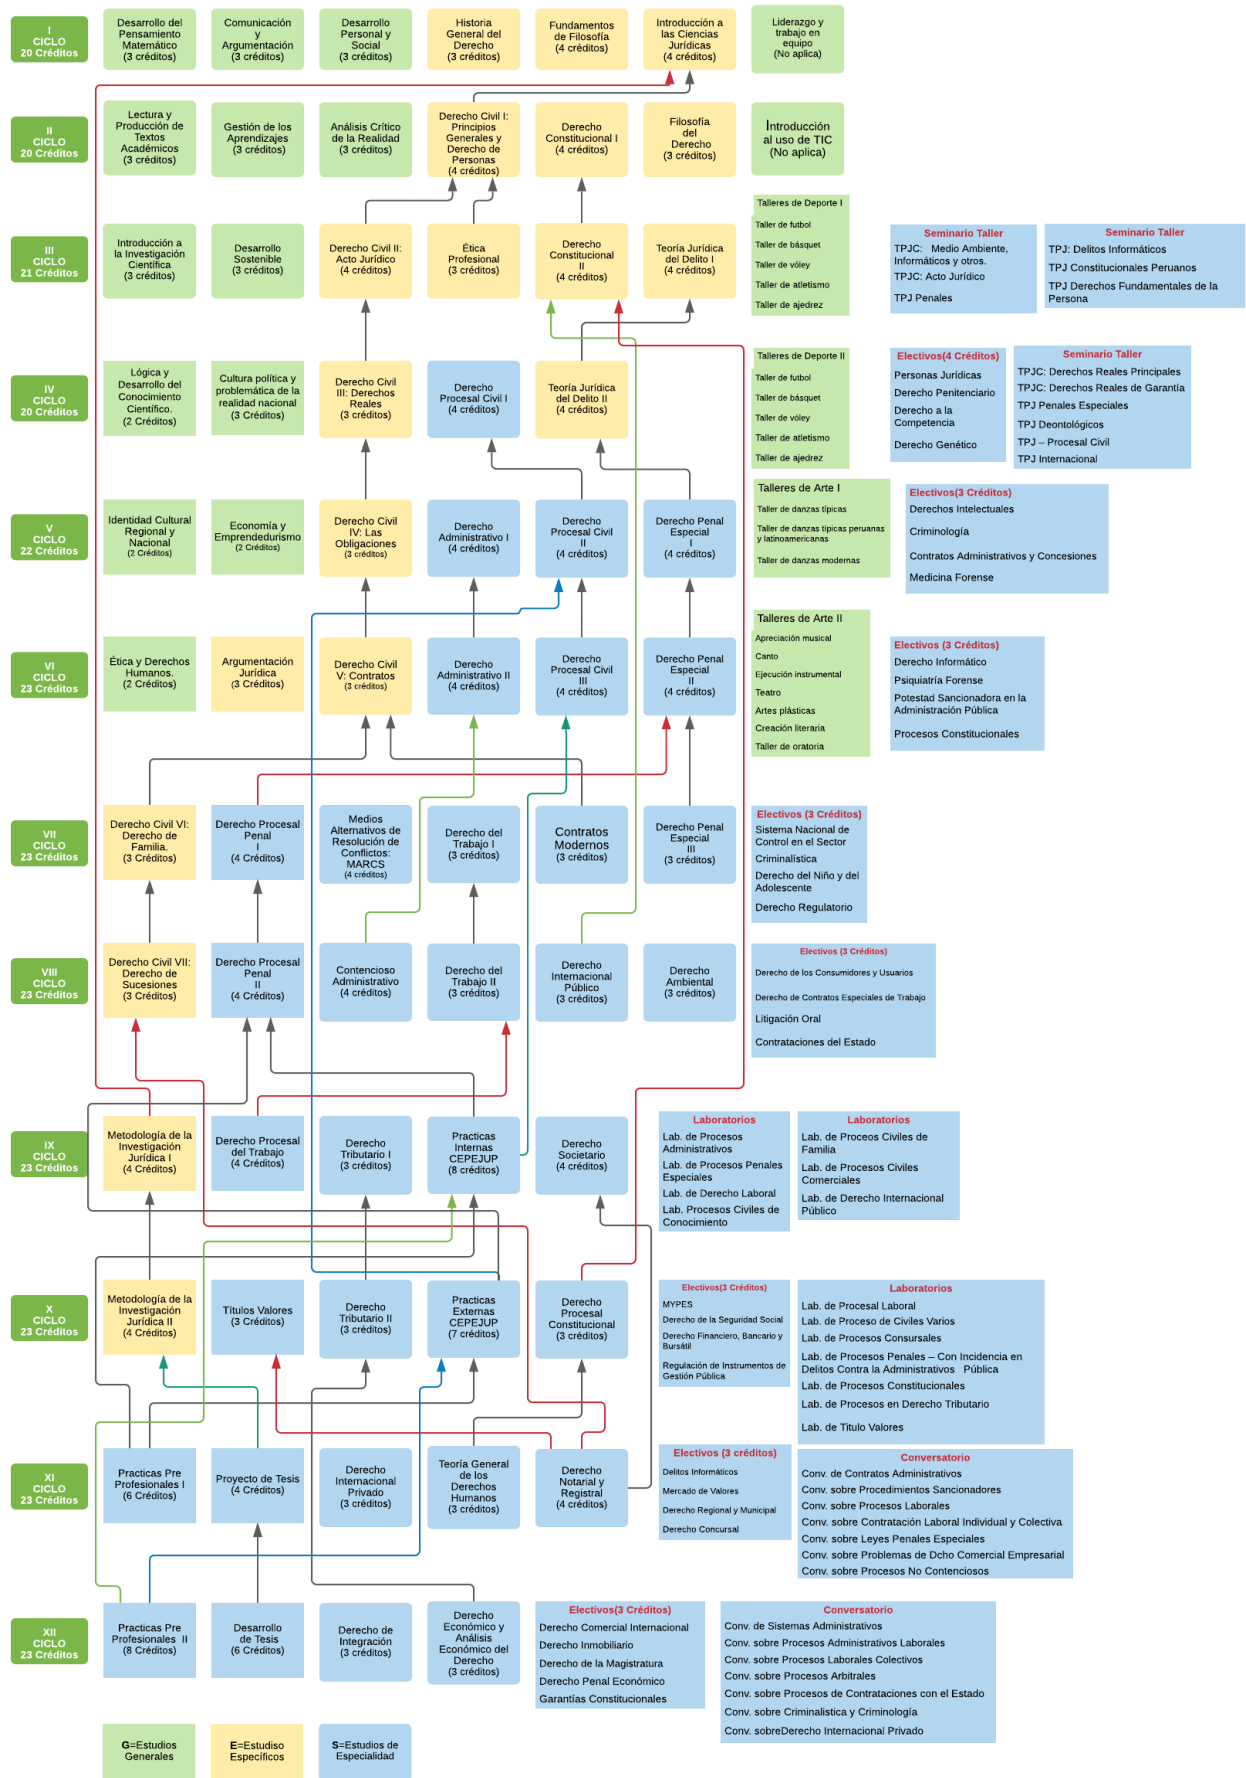 I
CICLO
20 Créditos
Desarrollo del
Pensamiento
Matemático
(3 créditos)
Comunicación
y
Argumentación
(3 créditos)
Desarrollo
Personal y
Social
(3 créditos)
Historia
General del
Derecho
(3 créditos)
Fundamentos
de Filosofía
(4 créditos)
Introducción a
las Ciencias
Jurídicas
(4 créditos)
Liderazgo y
trabajo en
equipo
(No aplica)
II
CICLO
20 Créditos
Lectura y
Producción de
Textos
Académicos
(3 créditos)
Gestión de los
Aprendizajes
(3 créditos)
Análisis Crítico
de la Realidad
(3 créditos)
Derecho Civil I:
Principios
Generales y
Derecho de
Personas
(4 créditos)
Derecho
Constitucional I
(4 créditos)
Filosofía
del
Derecho
(3 créditos)
Introducción
al uso de TIC
(No aplica)
III
CICLO
21 Créditos
Introducción a
la Investigación
Científica
(3 créditos)
Desarrollo
Sostenible
(3 créditos)
Derecho Civil II:
Acto Jurídico
(4 créditos)
Ética
Profesional
(3 créditos)
Derecho
Constitucional
II
(4 créditos)
Teoría Jurídica
del Delito I
(4 créditos)
Talleres de Deporte I
Taller de futbol
Taller de básquet
Taller de vóley
Taller de atletismo
Taller de ajedrez
Seminario Taller
TPJC: Medio Ambiente,
Informáticos y otros.
TPJC: Acto Jurídico
TPJ Penales
Seminario Taller
TPJ: Delitos Informáticos
TPJ Constitucionales Peruanos
TPJ Derechos Fundamentales de la
Persona
IV
CICLO
20 Créditos
Lógica y
Desarrollo del
Conocimiento
Científico.
(2 Créditos)
Cultura política y
problemática de la
realidad nacional
(3 Créditos)
Derecho Civil
III: Derechos
Reales
(3 créditos)
Derecho
Procesal Civil I
(4 créditos)
Teoría Jurídica
del Delito II
(4 créditos)
Talleres de Deporte II
Taller de futbol
Taller de básquet
Taller de vóley
Taller de atletismo
Taller de ajedrez
Electivos(4 Créditos)
Personas Jurídicas
Derecho Penitenciario
Derecho a la
Competencia
Derecho Genético
Seminario Taller
TPJC: Derechos Reales Principales
TPJC: Derechos Reales de Garantía
TPJ Penales Especiales
TPJ Deontológicos
TPJ – Procesal Civil
TPJ Internacional
V
CICLO
22 Créditos
Identidad Cultural
Regional y
Nacional
(2 Créditos)
Economía y
Emprendedurismo
(2 Créditos)
Derecho Civil
IV: Las
Obligaciones
(3 créditos)
Derecho
Administrativo I
(4 créditos)
Derecho
Procesal Civil
II
(4 créditos)
Derecho Penal
Especial
I
(4 créditos)
Talleres de Arte I
Taller de danzas típicas
Taller de danzas típicas peruanas
y latinoamericanas
Taller de danzas modernas
Electivos(3 Créditos)
Derechos Intelectuales
Criminología
Contratos Administrativos y Concesiones
Medicina Forense
VI
CICLO
23 Créditos
Ética y Derechos
Humanos.
(2 Créditos)
Argumentación
Jurídica
(3 Créditos)
Derecho Civil
V: Contratos
(3 créditos)
Derecho
Administrativo II
(4 créditos)
Derecho
Procesal Civil
III
(4 créditos)
Derecho Penal
Especial
II
(4 créditos)
Talleres de Arte II
Apreciación musical
Canto
Ejecución instrumental
Teatro
Artes plásticas
Creación literaria
Taller de oratoria
Electivos (3 Créditos)
Derecho Informático
Psiquiatría Forense
Potestad Sancionadora en la
Administración Pública
Procesos Constitucionales
VII
CICLO
23 Créditos
Derecho Civil VI:
Derecho de
Familia.
(3 Créditos)
Derecho Procesal
Penal
I
(4 Créditos)
Medios
Alternativos de
Resolución de
Conflictos:
MARCS
(4 créditos)
Derecho del
Trabajo I
(3 créditos)
Contratos
Modernos
(3 créditos)
Derecho Penal
Especial
III
(3 créditos)
Electivos (3 Créditos)
Sistema Nacional de
Control en el Sector
Criminalística
Derecho del Niño y del
Adolescente
Derecho Regulatorio
VIII
CICLO
23 Créditos
Derecho Civil VII:
Derecho de
Sucesiones
(3 Créditos)
Derecho Procesal
Penal
II
(4 Créditos)
Contencioso
Administrativo
(4 créditos)
Derecho del
Trabajo II
(3 créditos)
Derecho
Internacional
Público
(3 créditos)
Derecho
Ambiental
(3 créditos)
Electivos (3 Créditos)
Derecho de los Consumidores y Usuarios
Derecho de Contratos Especiales de Trabajo
Litigación Oral
Contrataciones del Estado
IX
CICLO
23 Créditos
Metodología de la
Investigación
Jurídica I
(4 Créditos)
Derecho Procesal
del Trabajo
(4 Créditos)
Derecho
Tributario I
(3 créditos)
Practicas
Internas
CEPEJUP
(8 créditos)
Derecho
Societario
(4 créditos)
Laboratorios
Lab. de Procesos
Administrativos
Lab. de Procesos Penales
Especiales
Lab. de Derecho Laboral
Lab. Procesos Civiles de
Conocimiento
Laboratorios
Lab. de Proceos Civiles de
Familia
Lab. de Procesos Civiles
Comerciales
Lab. de Derecho Internacional
Público
X
CICLO
23 Créditos
Metodología de la
Investigación
Jurídica II
(4 Créditos)
Títulos Valores
(3 Créditos)
Derecho
Tributario II
(3 créditos)
Practicas
Externas
CEPEJUP
(7 créditos)
Derecho
Procesal
Constitucional
(3 créditos)
Electivos(3 Créditos)
MYPES
Derecho de la Seguridad Social
Derecho Financiero, Bancario y
Bursátil
Regulación de Instrumentos de
Gestión Pública
Laboratorios
Lab. de Procesal Laboral
Lab. de Proceso de Civiles Varios
Lab. de Procesos Consursales
Lab. de Procesos Penales – Con Incidencia en
Delitos Contra la Administrativos Pública
Lab. de Procesos Constitucionales
Lab. de Procesos en Derecho Tributario
Lab. de Titulo Valores
XI
CICLO
23 Créditos
Practicas Pre
Profesionales I
(6 Créditos)
Proyecto de Tesis
(4 Créditos)
Derecho
Internacional
Privado
(3 créditos)
Teoría General
de los
Derechos
Humanos
(3 créditos)
Derecho
Notarial y
Registral
(4 créditos)
Electivos (3 créditos)
Delitos Informáticos
Mercado de Valores
Derecho Regional y Municipal
Derecho Concursal
Conversatorio
Conv. de Contratos Administrativos
Conv. sobre Procedimientos Sancionadores
Conv. sobre Procesos Laborales
Conv. sobre Contratación Laboral Individual y Colectiva
Conv. sobre Leyes Penales Especiales
Conv. sobre Problemas de Dcho Comercial Empresarial
Conv. sobre Procesos No Contenciosos
XII
CICLO
23 Créditos
Practicas Pre
Profesionales II
(8 Créditos)
Desarrollo
de Tesis
(6 Créditos)
Derecho de
Integración
(3 créditos)
Derecho
Económico y
Análisis
Económico del
Derecho
(3 créditos)
Electivos(3 Créditos)
Derecho Comercial Internacional
Derecho Inmobiliario
Derecho de la Magistratura
Derecho Penal Económico
Garantías Constitucionales
Conversatorio
Conv. de Sistemas Administrativos
Conv. sobre Procesos Administrativos Laborales
Conv. sobre Procesos Laborales Colectivos
Conv. sobre Procesos Arbitrales
Conv. sobre Procesos de Contrataciones con el Estado
Conv. sobre Criminalistica y Criminología
Conv. sobreDerecho Internacional Privado
G=Estudios
Generales
E=Estudiso
Específicos
S=Estudios de
Especialidad